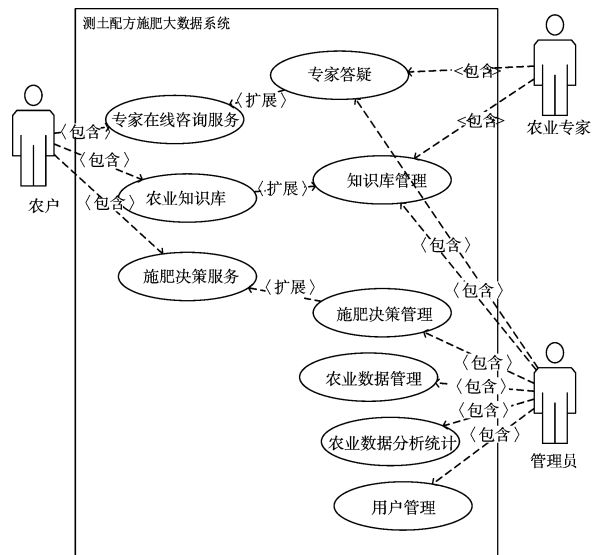 测土配方施肥大数据系统
专家答疑
<包含>
〈扩展〉
专家在线咨询服务
〈包含〉
<包含>
农业专家
〈包含〉
农户
农业知识库
〈扩展〉
知识库管理
〈包含〉
〈包含〉
施肥决策服务
〈扩展〉
〈包含〉
施肥决策管理
〈包含〉
农业数据管理
〈包含〉
〈包含〉
农业数据分析统计
〈包含〉
管理员
用户管理